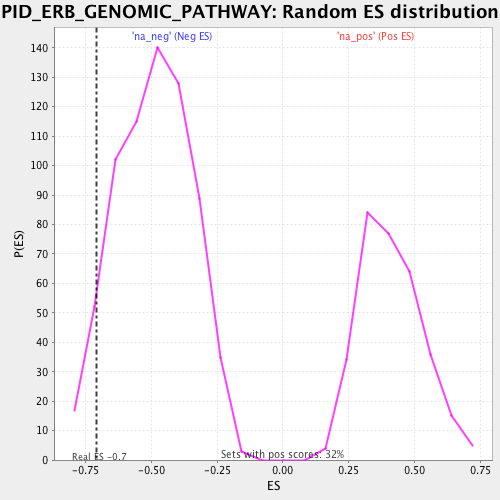 PID_ERB_GENOMIC_PATHWAY: Random ES distribution
'na_neg' (Neg ES)
'na_pos' (Pos ES)
140
130
120
110
100
90
80
70
60
50
40
30
20
10
0
P(ES)
Real ES -0.7
Sets with pos scores: 32%
-0.75 -0.50 -0.25 0.00 0.25 0.50 0.75
ES